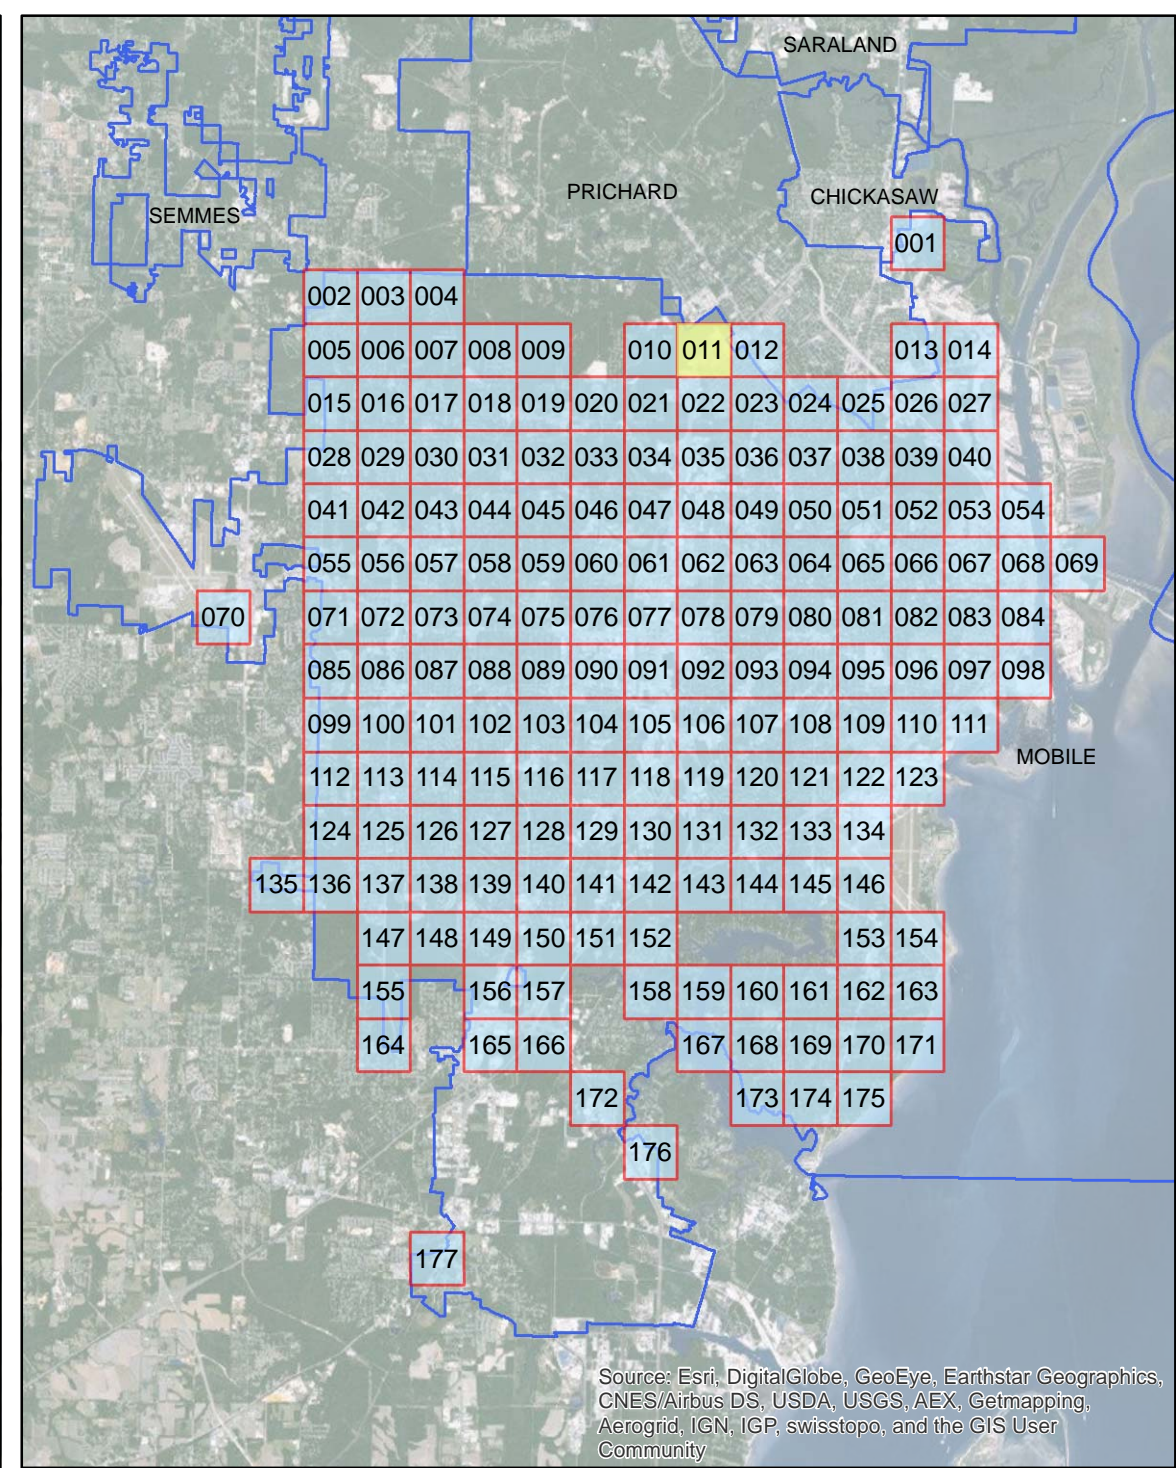 SARALAND
PRICHARD
CHICKASAW
SEMMES
001
002 003 004
005 006 007 008 009 010 011 012 013 014
015 016 017 018 019 020 021 022 023 024 025 026 027
028 029 030 031 032 033 034 035 036 037 038 039 040
041 042 043 044 045 046 047 048 049 050 051 052 053 054
055 056 057 058 059 060 061 062 063 064 065 066 067 068 069
070 071 072 073 074 075 076 077 078 079 080 081 082 083 084
085 086 087 088 089 090 091 092 093 094 095 096 097 098
099 100 101 102 103 104 105 106 107 108 109 110 111
MOBILE
112 113 114 115 116 117 118 119 120 121 122 123
124 125 126 127 128 129 130 131 132 133 134
135 136 137 138 139 140 141 142 143 144 145 146
147 148 149 150 151 152 153 154
155 156 157 158 159 160 161 162 163
164 165 166 167 168 169 170 171
172 173 174 175
176
177
Source: Esri, DigitalGlobe, GeoEye, Earthstar Geographics,
CNES/Airbus DS, USDA, USGS, AEX, Getmapping,
Aerogrid, IGN, IGP, swisstopo, and the GIS User
Community